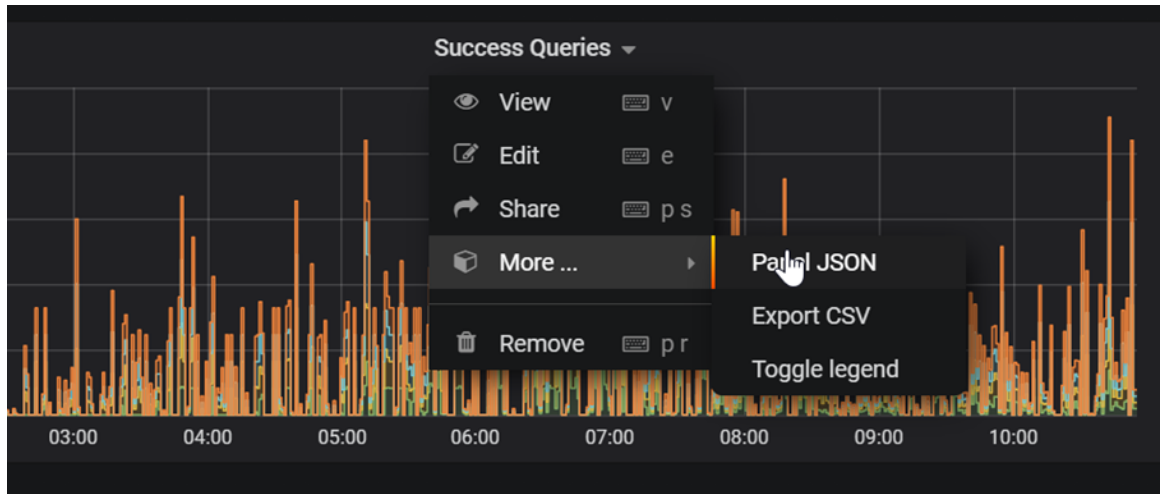 Success Queries
View v
Edit e
Share p s
More ...
Panel JSON
Export CSV
Remove p r
Toggle legend
03:00 04:00 05:00 06:00 07:00 08:00 09:00 10:00